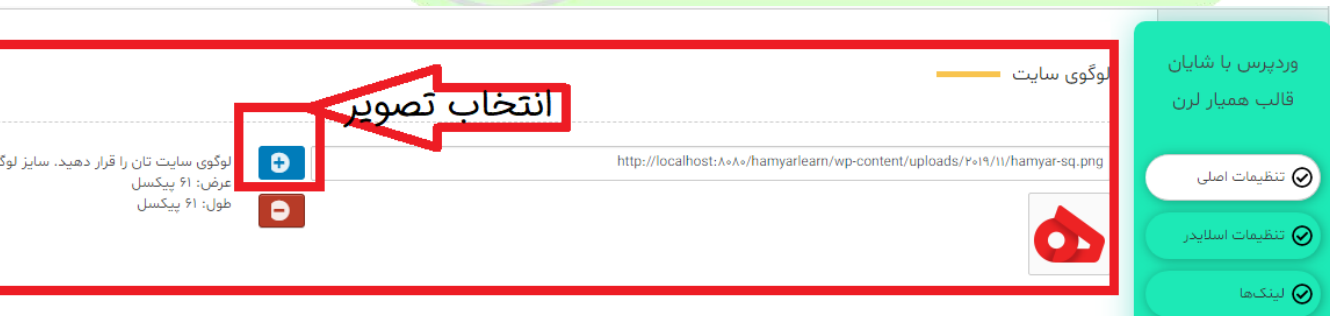 وردپرس با شایان
قالب همیار لرن
تنظیمات اصلی
تنظیمات اسلایدر
لینک‌ها
لوگوی سایت
انتخاب تصویر
http://localhost:۸۰۸۰/hamyarlearn/wp-content/uploads/۲۰۱۹/۱۱/hamyar-sq.png
لوگوی سایت تان را قرار دهید. سایز
عرض: ۶۱ پیکسل
طول: ۶۱ پیکسل